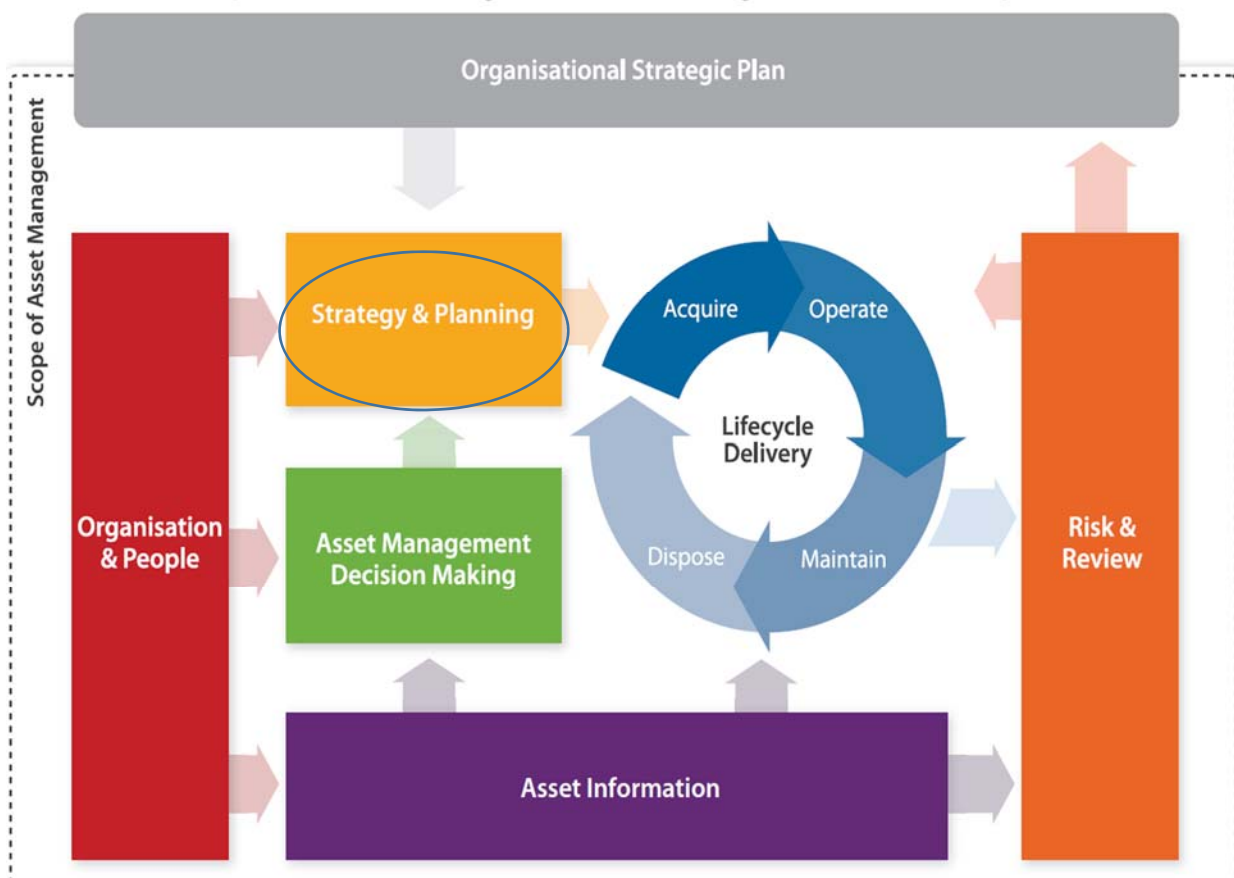 Organisational Strategic Plan
Scope of Asset Management
Strategy & Planning
Acquire
Operate
Lifecycle
Delivery
Organisation
& People
Asset Management
Decision Making
Dispose
Maintain
Risk &
Review
Asset Information